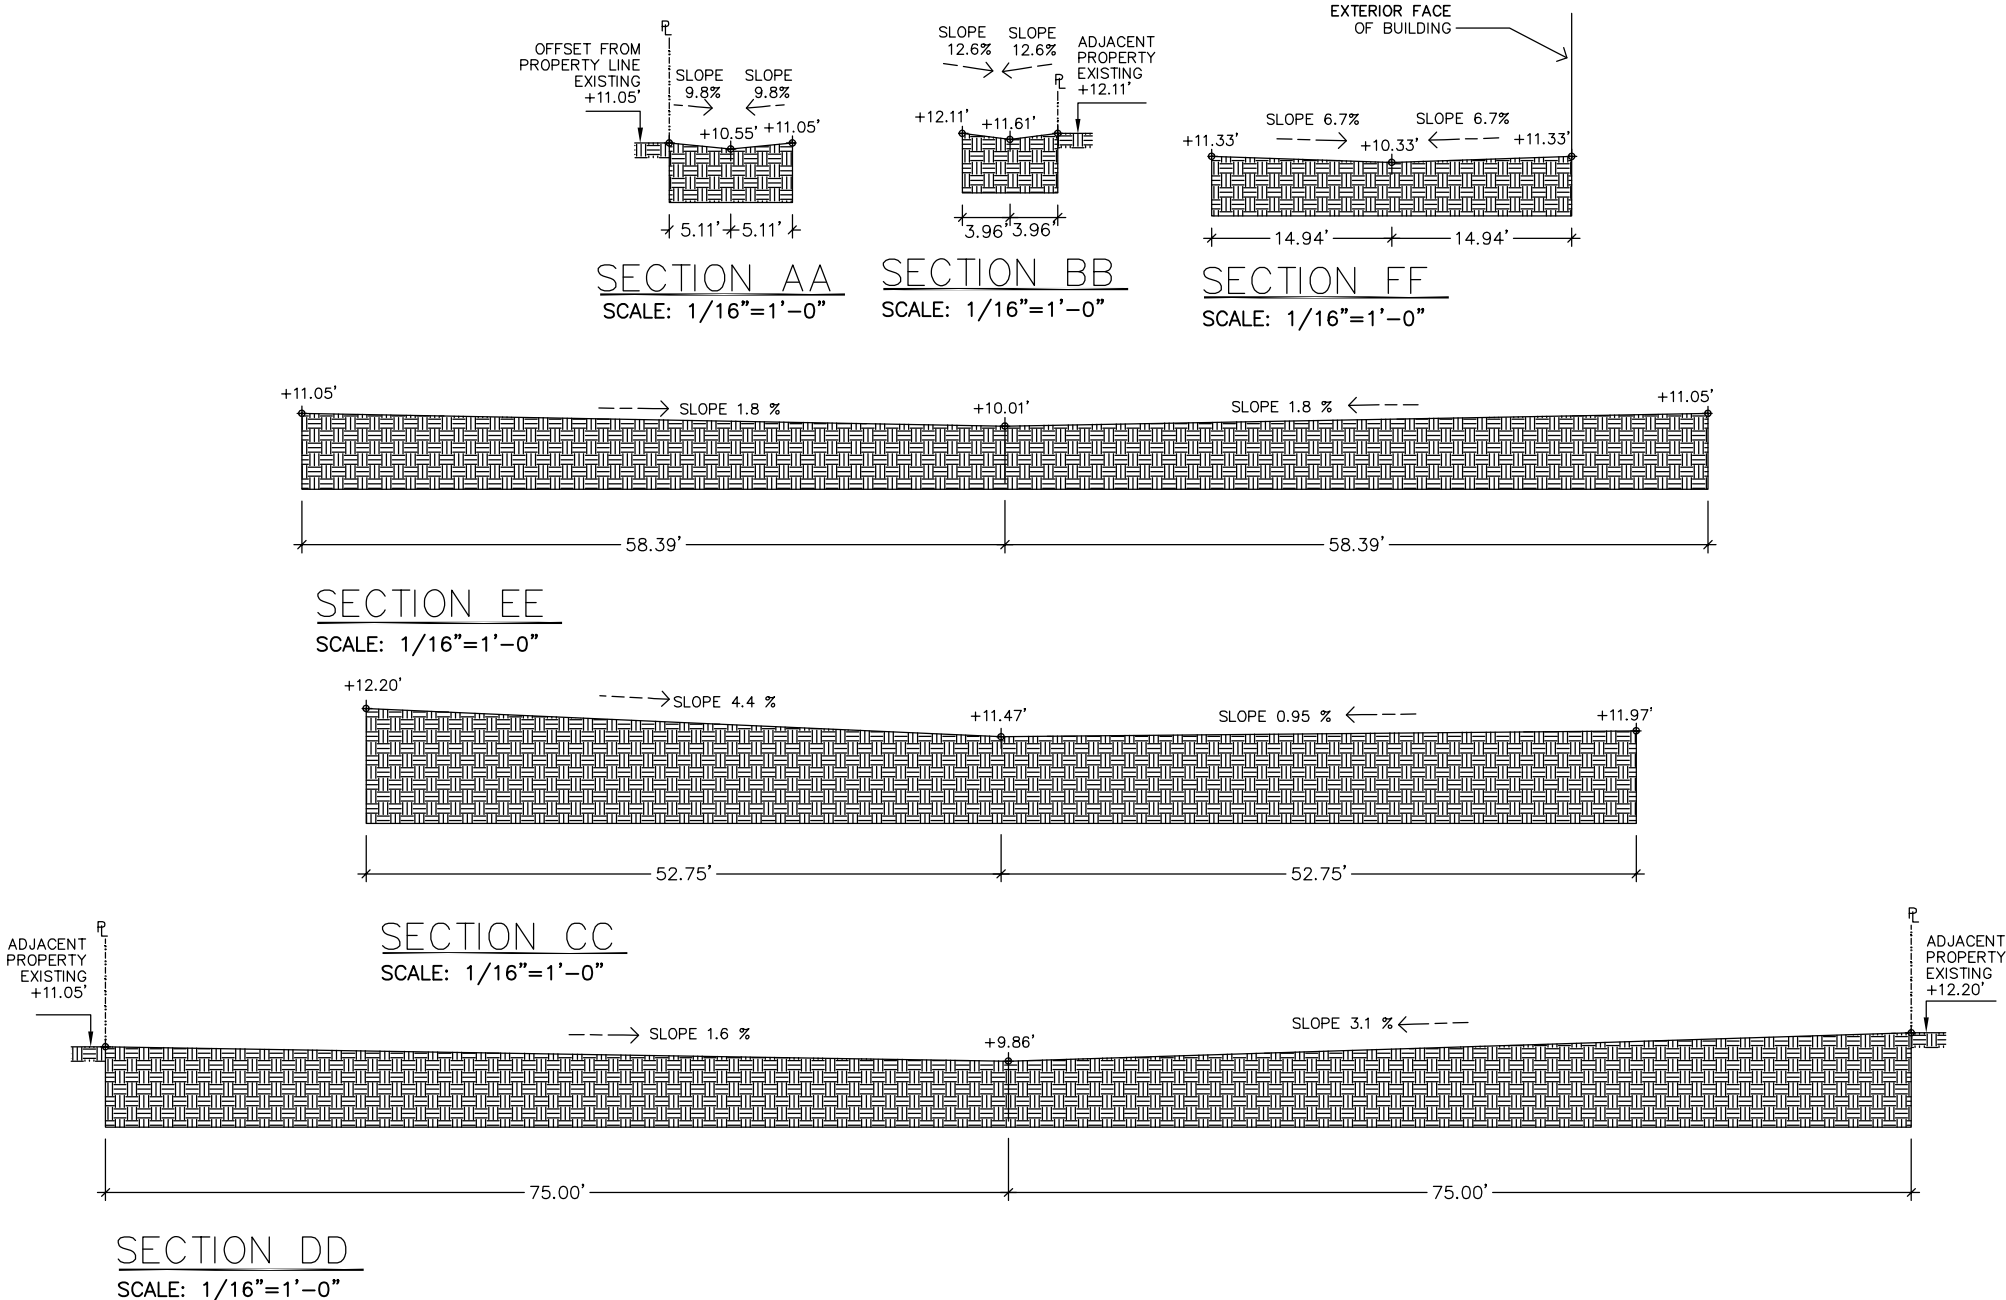 OFFSET FROM
PROPERTY LINE
EXISTING
+11.05'
PL
SLOPE
9.8%
SLOPE
9.8%
+10.55'
+11.05'
5.11'
5.11'
SECTION AA
SCALE: 1/16"=1'-0"
SLOPE
12.6%
SLOPE
12.6%
ADJACENT
PROPERTY
EXISTING
+12.11'
PL
+12.11'
+11.61'
3.96'
3.96'
SECTION BB
SCALE: 1/16"=1'-0"
EXTERIOR FACE
OF BUILDING
SLOPE 6.7%
SLOPE 6.7%
+11.33'
+10.33'
+11.33'
14.94'
14.94'
SECTION FF
SCALE: 1/16"=1'-0"
+11.05'
SLOPE 1.8 %
+10.01'
SLOPE 1.8 %
+11.05'
58.39'
58.39'
SECTION EE
SCALE: 1/16"=1'-0"
+12.20'
SLOPE 4.4 %
+11.47'
SLOPE 0.95 %
+11.97'
52.75'
52.75'
SECTION CC
SCALE: 1/16"=1'-0"
PL
ADJACENT
PROPERTY
EXISTING
+11.05'
SLOPE 1.6 %
+9.86'
SLOPE 3.1 %
PL
ADJACENT
PROPERTY
EXISTING
+12.20'
75.00'
75.00'
SECTION DD
SCALE: 1/16"=1'-0"